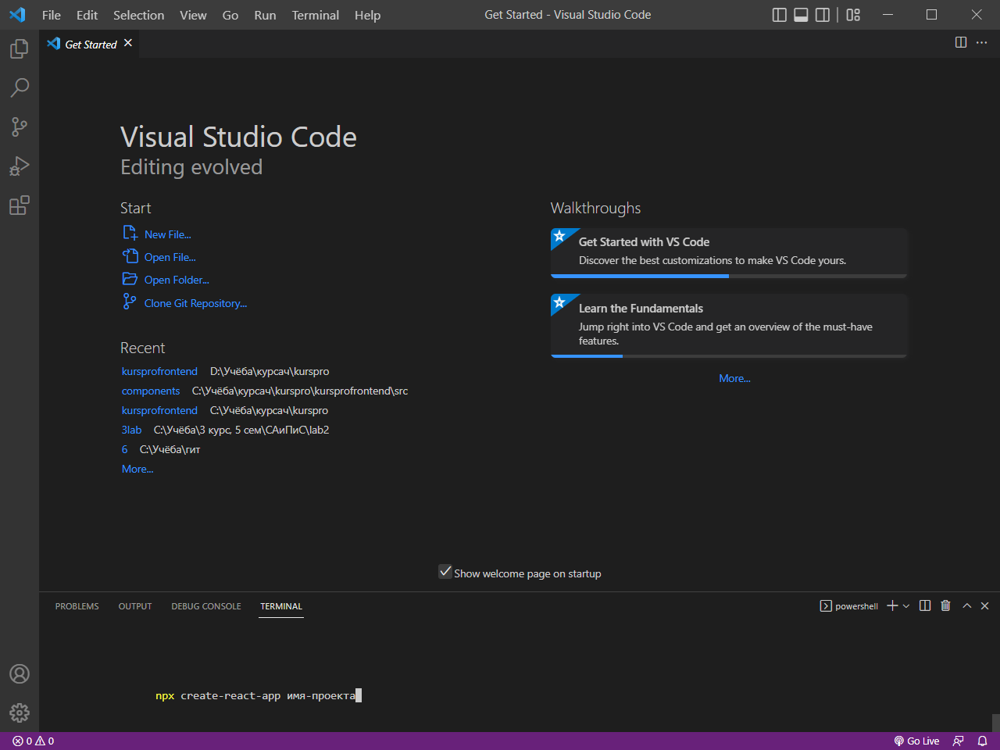 File Edit Selection View Go Run Terminal Help Get Started - Visual Studio Code
Get Started
Visual Studio Code
Editing evolved
Start
New File...
Open File...
Open Folder...
Clone Git Repository...
Recent
kursprofrontend D:\Учёба\курсач\kurspro
components C:\Учёба\курсач\kurspro\kursprofrontend\src
kursprofrontend C:\Учёба\курсач\kurspro
3lab C:\Учёба\3 курс, 5 сем\САиПиС\lab2
6 C:\Учёба\гит
More...
Walkthroughs
Get Started with VS Code
Discover the best customizations to make VS Code yours.
Learn the Fundamentals
Jump right into VS Code and get an overview of the must-have
features.
More...
Show welcome page on startup
PROBLEMS OUTPUT DEBUG CONSOLE TERMINAL powershell
npx create-react-app имя-проекта
0 0 Go Live